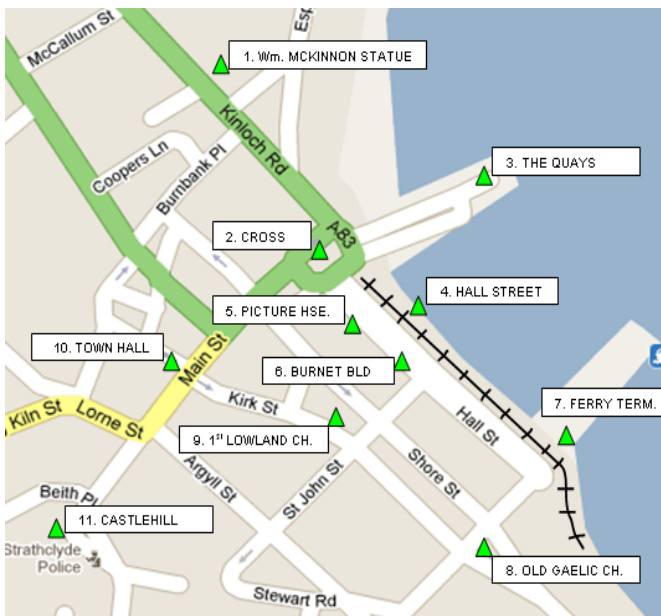 McCallum St
Esp
1. Wm. MCKINNON STATUE
Kinloch Rd
Coopers Ln
Burnbank Pl
3. THE QUAYS
A83
2. CROSS
4. HALL STREET
5. PICTURE HSE.
10. TOWN HALL
Main St
6. BURNET BLD
Kiln St
Lorne St
Kirk St
Hall St
7. FERRY TERM.
9. 1ST LOWLAND CH.
Argyll St
St John St
Shore St
Beith Pl
11. CASTLEHILL
Strathclyde
Police
8. OLD GAELIC CH.
Stewart Rd